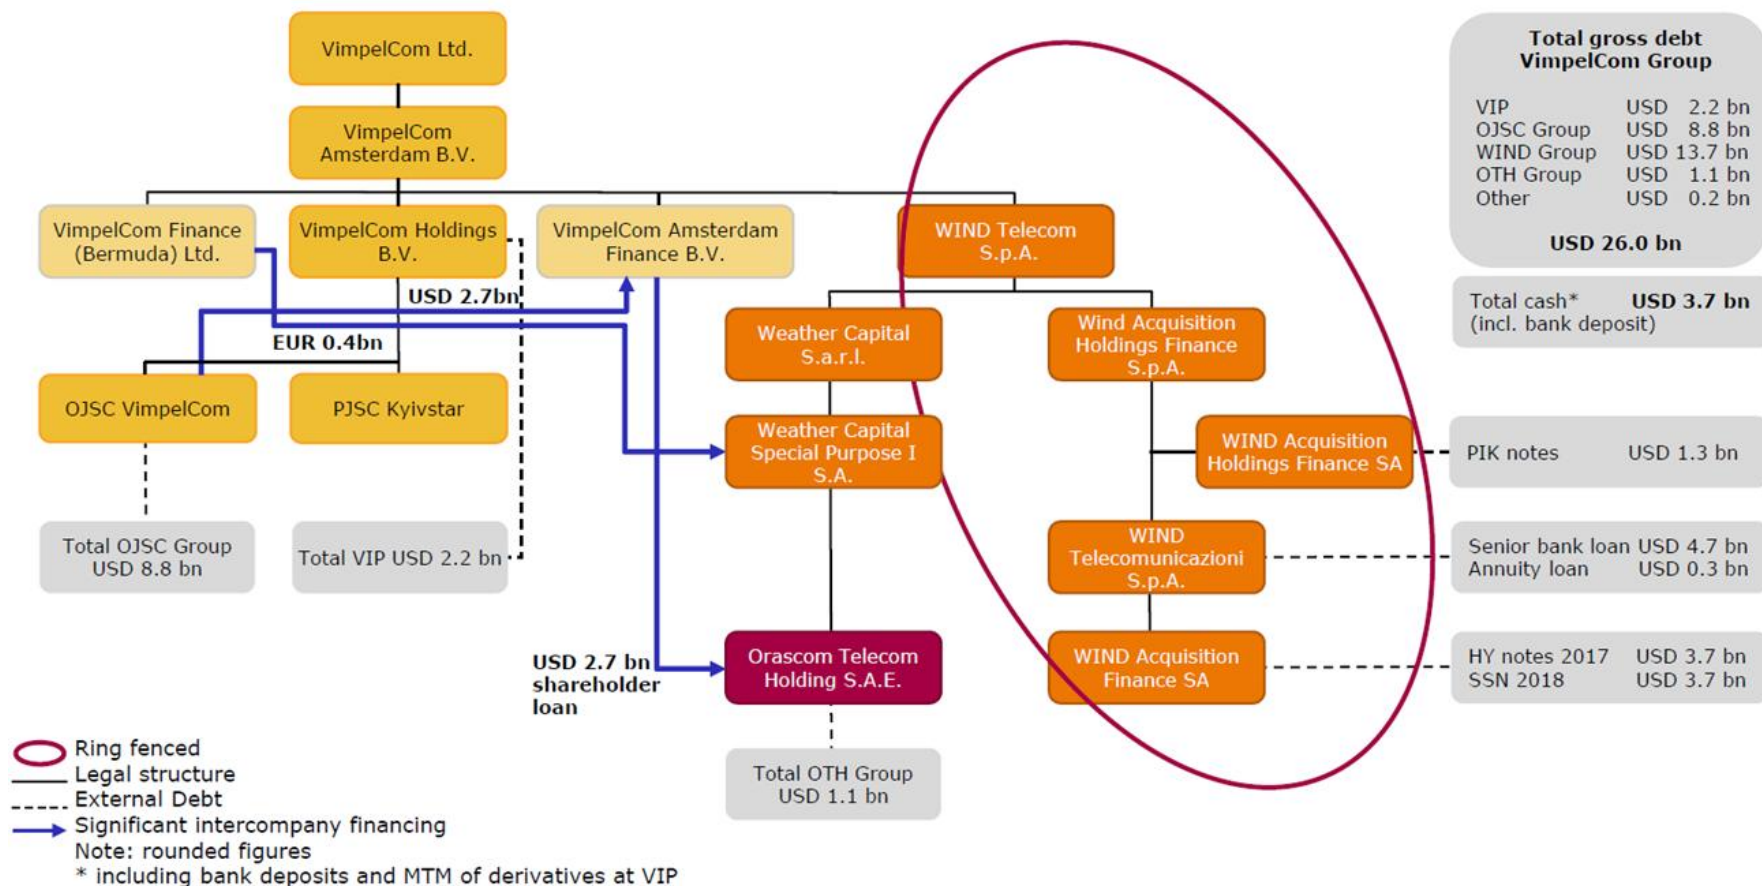 VimpelCom Ltd.
VimpelCom
Amsterdam B.V.
VimpelCom Finance
(Bermuda) Ltd.
VimpelCom Holdings
B.V.
VimpelCom Amsterdam
Finance B.V.
WIND Telecom
S.p.A.
USD 2.7bn
EUR 0.4bn
Weather Capital
S.a.r.l.
Wind Acquisition
Holdings Finance
S.p.A.
OJSC VimpelCom
PJSC Kyivstar
Weather Capital
Special Purpose I
S.A.
WIND Acquisition
Holdings Finance SA
Total OJSC Group
USD 8.8 bn
Total VIP USD 2.2 bn
WIND
Telecomunicazioni
S.p.A.
USD 2.7 bn
shareholder
loan
Orascom Telecom
Holding S.A.E.
WIND Acquisition
Finance SA
Total OTH Group
USD 1.1 bn
Total gross debt
VimpelCom Group
VIP USD 2.2 bn
OJSC Group USD 8.8 bn
WIND Group USD 13.7 bn
OTH Group USD 1.1 bn
Other USD 0.2 bn
USD 26.0 bn
Total cash* USD 3.7 bn
(incl. bank deposit)
PIK notes USD 1.3 bn
Senior bank loan USD 4.7 bn
Annuity loan USD 0.3 bn
HY notes 2017 USD 3.7 bn
SSN 2018 USD 3.7 bn
Ring fenced
Legal structure
External Debt
Significant intercompany financing
Note: rounded figures
* including bank deposits and MTM of derivatives at VIP